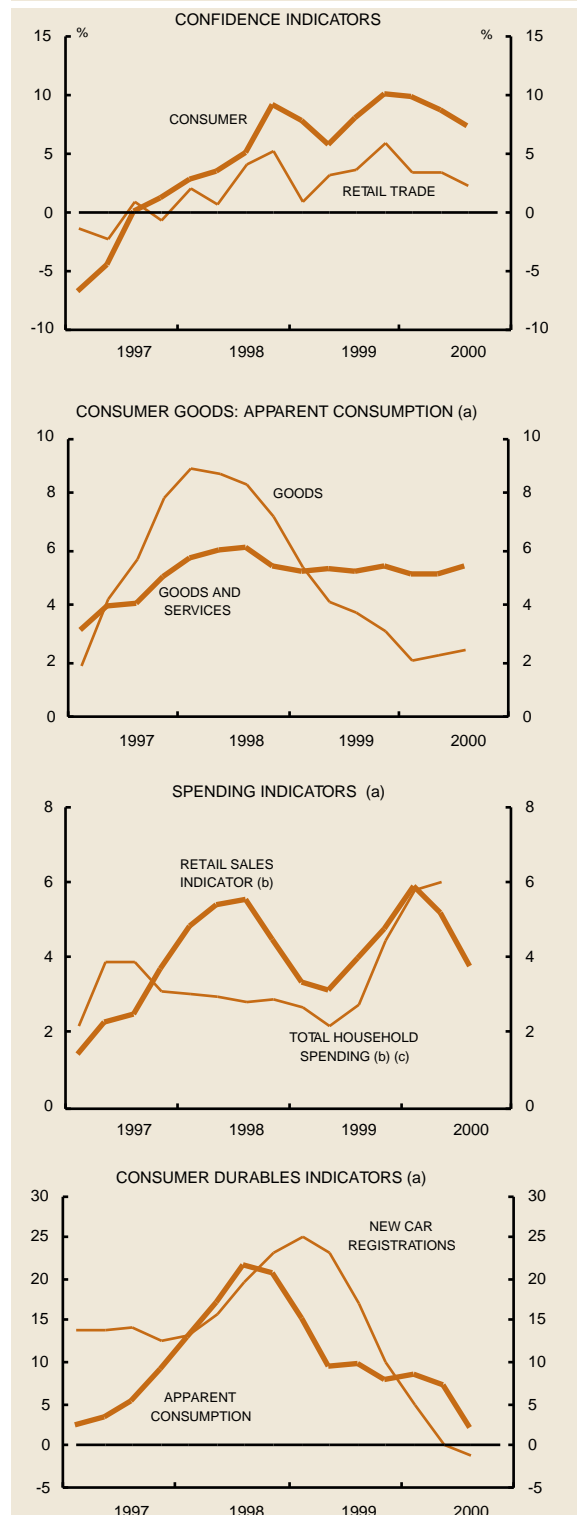 CONFIDENCE INDICATORS
% %
15 15
10 10
CONSUMER
5 5
RETAIL TRADE
0 0
-5 -5
-10 -10
1997 1998 1999 2000
CONSUMER GOODS: APPARENT CONSUMPTION (a)
10 10
8 8
GOODS
6 6
GOODS AND
SERVICES
4 4
2 2
0 0
1997 1998 1999 2000
SPENDING INDICATORS (a)
8 8
RETAIL SALES
INDICATOR (b)
6 6
4 4
2 2
TOTAL HOUSEHOLD
SPENDING (b) (c)
0 0
1997 1998 1999 2000
CONSUMER DURABLES INDICATORS (a)
30 30
NEW CAR
REGISTRATIONS
25 25
20 20
15 15
10 10
APPARENT
CONSUMPTION
5 5
0 0
-5 -5
1997 1998 1999 2000